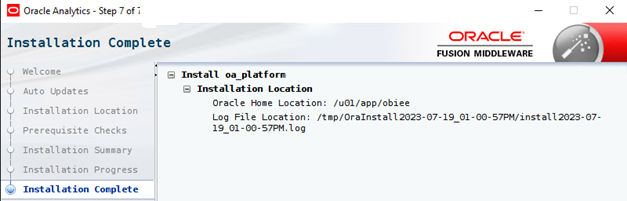 Oracle Analytics - Step 7 of 7
Installation Complete
ORACLE
FUSION MIDDLEWARE
Welcome
Auto Updates
Installation Location
Prerequisite Checks
Installation Summary
Installation Progress
Installation Complete
Install oa_platform
Installation Location
Oracle Home Location: /u01/app/obiee
Log File Location: /tmp/OraInstall2023-07-19_01-00-57PM/install2023-07-
19_01-00-57PM.log